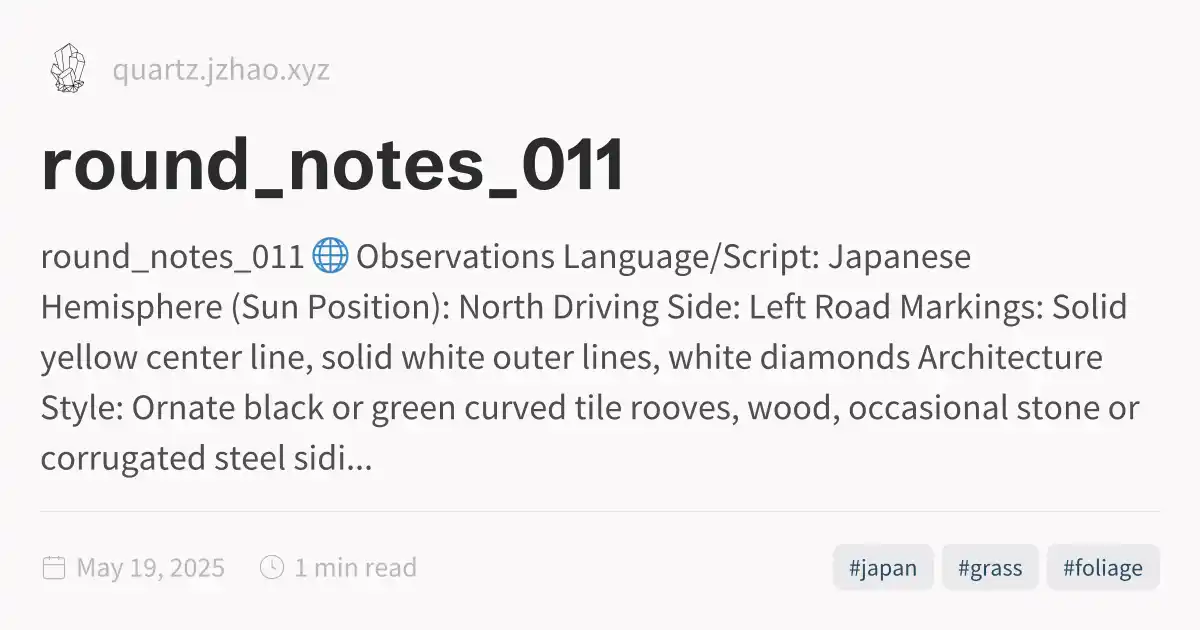 quartz.jzhao.xyz
round_notes_011
round_notes_011 🌐 Observations Language/Script: Japanese
Hemisphere (Sun Position): North Driving Side: Left Road Markings: Solid
yellow center line, solid white outer lines, white diamonds Architecture
Style: Ornate black or green curved tile rooves, wood, occasional stone or
corrugated steel sidi...
May 19, 2025 1 min read #japan #grass #foliage